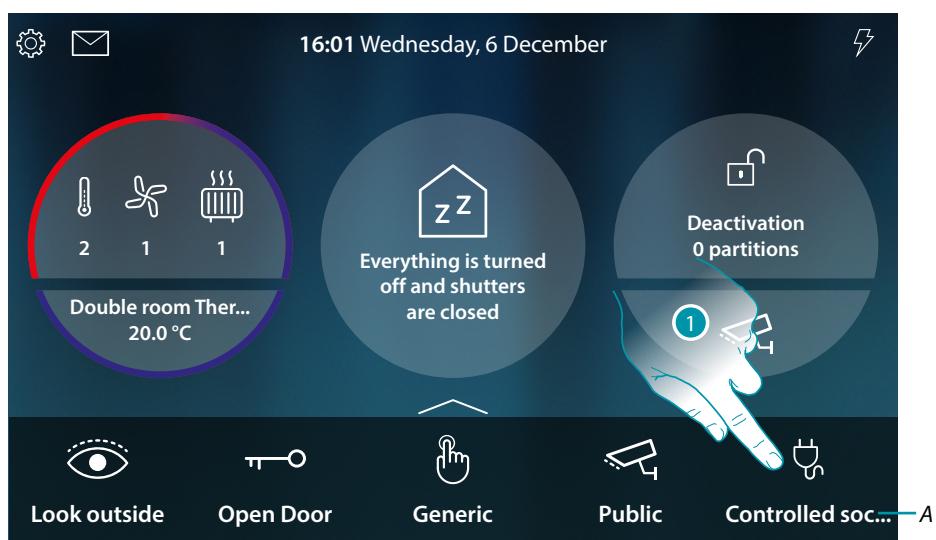 16:01 Wednesday, 6 December
2 1 1
Double room Ther...
20.0 °C
z Z
Everything is turned
off and shutters
are closed
Deactivation
0 partitions
1
Look outside
Open Door
Generic
Public
Controlled soc...
A